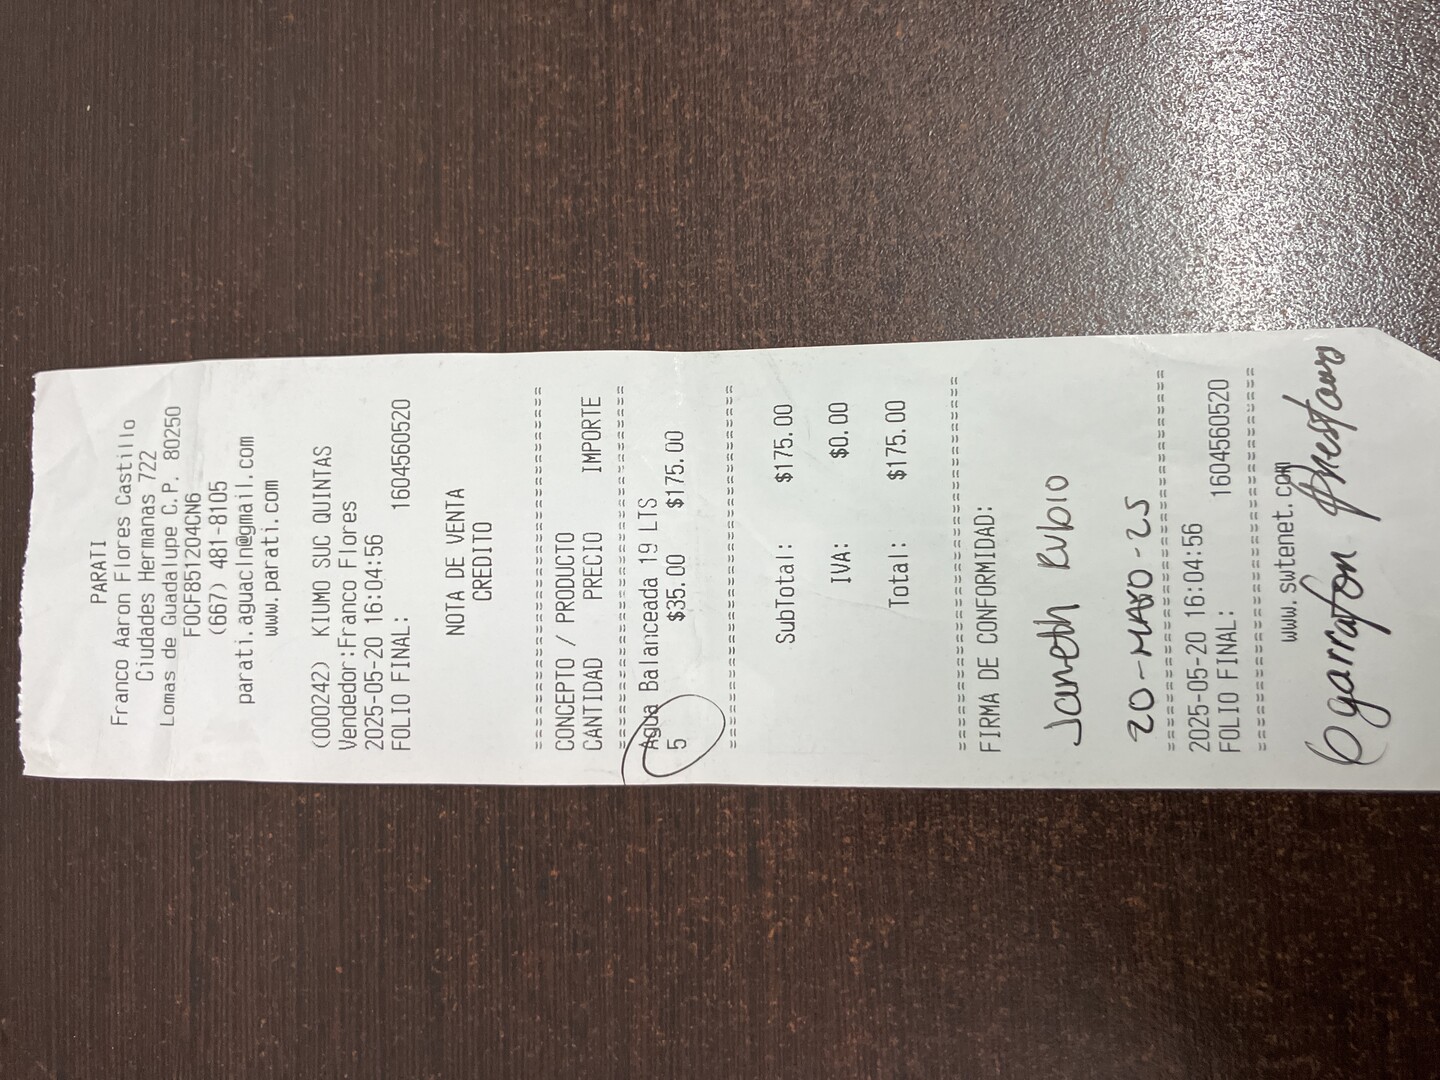 PARATI
Franco Aaron Flores Castillo
Ciudades Hermanas 722
Lomas de Guadalupe C.P. 80250
FOCF851204CN6
(667) 481-8105
parati.aguacln@gmail.com
www.parati.com
(000242) KIUMO SUC QUINTAS
Vendedor:Franco Flores
2025-05-20 16:04:56
FOLIO FINAL: 1604560520
NOTA DE VENTA
CREDITO
==============================
CONCEPTO / PRODUCTO
CANTIDAD PRECIO IMPORTE
==============================
Agua Balanceada 19 LTS
5 $35.00 $175.00
==============================
SubTotal: $175.00
IVA: $0.00
Total: $175.00
==============================
FIRMA DE CONFORMIDAD:
Janeth Rubio
20-MAYO-25
==============================
2025-05-20 16:04:56
FOLIO FINAL: 1604560520
==============================
www.swtenet.com
6 garrafon